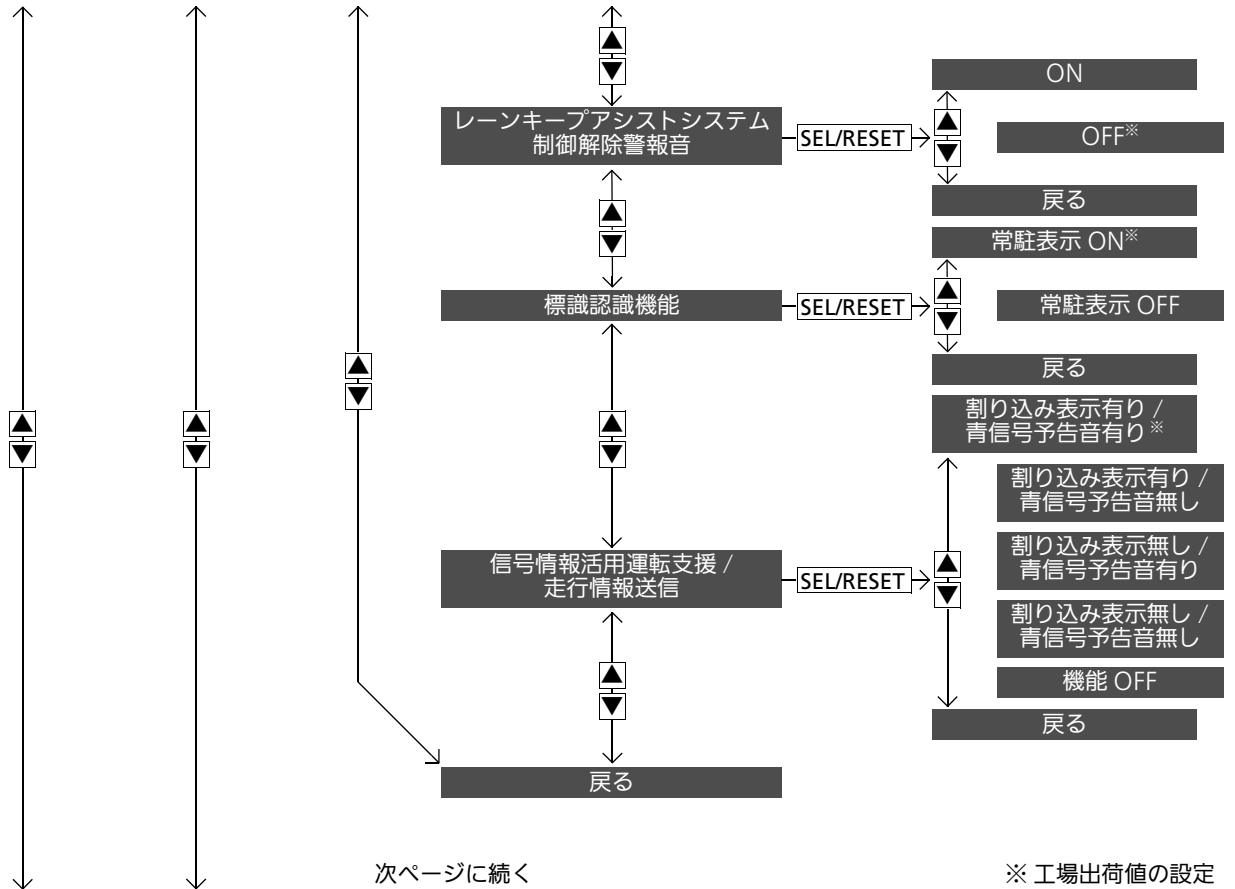 レーンキープアシストシステム
制御解除警報音
SEL/RESET
ON
OFF※
戻る
標識認識機能
SEL/RESET
常駐表示 ON※
常駐表示 OFF
戻る
信号情報活用運転支援 /
走行情報送信
SEL/RESET
割り込み表示有り /
青信号予告音有り※
割り込み表示有り /
青信号予告音無し
割り込み表示無し /
青信号予告音有り
割り込み表示無し /
青信号予告音無し
機能 OFF
戻る
戻る
次ページに続く
※ 工場出荷値の設定